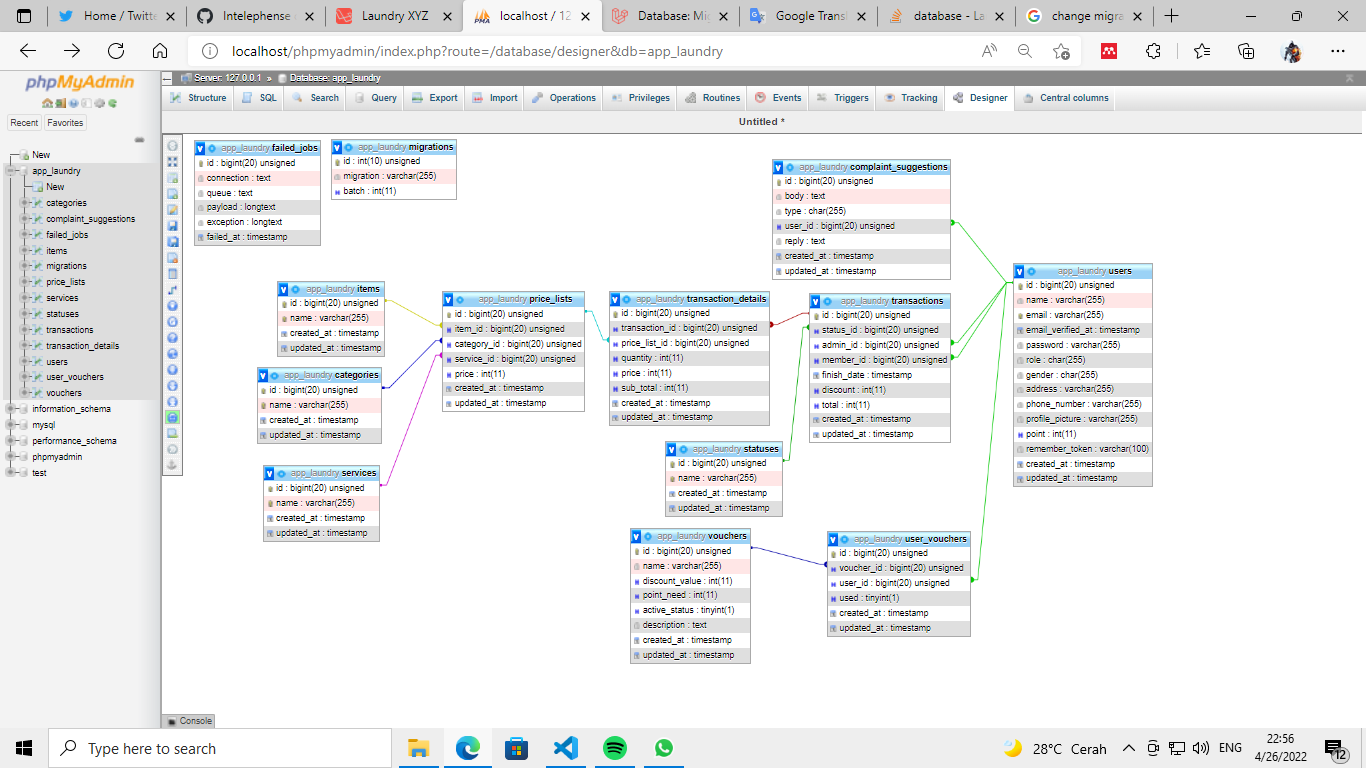 Home / Twitte
Intelephense
Laundry XYZ
localhost / 12
Database: Mig
Google Transl
database - La
change migra
localhost/phpmyadmin/index.php?route=/database/designer&db=app_laundry
phpMyAdmin
Recent
Favorites
New
app_laundry
New
categories
complaint_suggestions
failed_jobs
items
migrations
price_lists
services
statuses
transactions
transaction_details
users
user_vouchers
vouchers
information_schema
mysql
performance_schema
phpmyadmin
test
Server: 127.0.0.1 » Database: app_laundry
Structure
SQL
Search
Query
Export
Import
Operations
Privileges
Routines
Events
Triggers
Tracking
Designer
Central columns
Untitled *
app_laundry failed_jobs
id : bigint(20) unsigned
connection : text
queue : text
payload : longtext
exception : longtext
failed_at : timestamp
app_laundry migrations
id : int(10) unsigned
migration : varchar(255)
batch : int(11)
app_laundry complaint_suggestions
id : bigint(20) unsigned
body : text
type : char(255)
user_id : bigint(20) unsigned
reply : text
created_at : timestamp
updated_at : timestamp
app_laundry users
id : bigint(20) unsigned
name : varchar(255)
email : varchar(255)
email_verified_at : timestamp
password : varchar(255)
role : char(255)
gender : char(255)
address : varchar(255)
phone_number : varchar(255)
profile_picture : varchar(255)
point : int(11)
remember_token : varchar(100)
created_at : timestamp
updated_at : timestamp
app_laundry items
id : bigint(20) unsigned
name : varchar(255)
created_at : timestamp
updated_at : timestamp
app_laundry price_lists
id : bigint(20) unsigned
item_id : bigint(20) unsigned
category_id : bigint(20) unsigned
service_id : bigint(20) unsigned
price : int(11)
created_at : timestamp
updated_at : timestamp
app_laundry transaction_details
id : bigint(20) unsigned
transaction_id : bigint(20) unsigned
price_list_id : bigint(20) unsigned
quantity : int(11)
price : int(11)
sub_total : int(11)
created_at : timestamp
updated_at : timestamp
app_laundry transactions
id : bigint(20) unsigned
status_id : bigint(20) unsigned
admin_id : bigint(20) unsigned
member_id : bigint(20) unsigned
finish_date : timestamp
discount : int(11)
total : int(11)
created_at : timestamp
updated_at : timestamp
app_laundry categories
id : bigint(20) unsigned
name : varchar(255)
created_at : timestamp
updated_at : timestamp
app_laundry statuses
id : bigint(20) unsigned
name : varchar(255)
created_at : timestamp
updated_at : timestamp
app_laundry services
id : bigint(20) unsigned
name : varchar(255)
created_at : timestamp
updated_at : timestamp
app_laundry vouchers
id : bigint(20) unsigned
name : varchar(255)
discount_value : int(11)
point_need : int(11)
active_status : tinyint(1)
description : text
created_at : timestamp
updated_at : timestamp
app_laundry user_vouchers
id : bigint(20) unsigned
voucher_id : bigint(20) unsigned
user_id : bigint(20) unsigned
used : tinyint(1)
created_at : timestamp
updated_at : timestamp
Console
Type here to search
28°C Cerah
ENG
22:56
4/26/2022
12